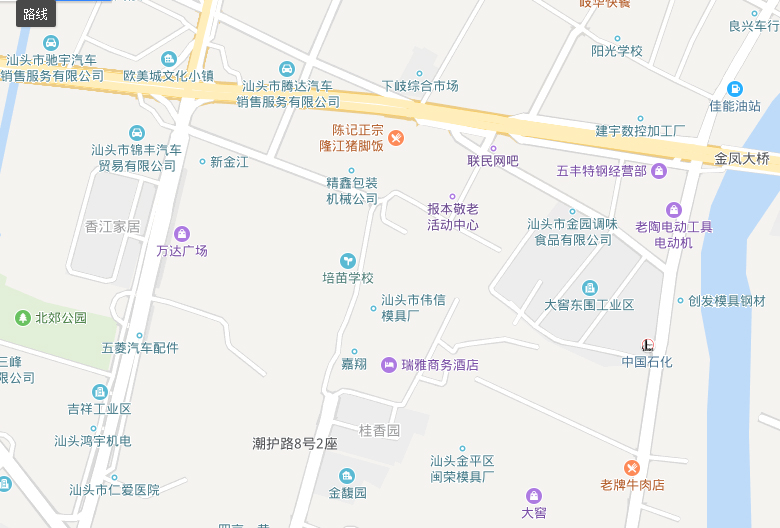 岐华快餐
路线
良兴车行
阳光学校
汕头市驰宇汽车
销售服务有限公司
欧美城文化小镇
汕头市腾达汽车
销售服务有限公司
下岐综合市场
佳能油站
陈记正宗
隆江猪脚饭
建宇数控加工厂
汕头市锦丰汽车
贸易有限公司
新金江
联民网吧
金凤大桥
五丰特钢经营部
精鑫包装
机械公司
报本敬老
活动中心
香江家居
汕头市金园调味
食品有限公司
老陶电动工具
电动机
万达广场
培苗学校
汕头市伟信
模具厂
大窖东围工业区
创发模具钢材
北郊公园
五菱汽车配件
三峰
限公司
嘉翔
瑞雅商务酒店
中国石化
吉祥工业区
桂香园
汕头鸿宇机电
潮护路8号2座
汕头金平区
闽荣模具厂
老牌牛肉店
汕头市仁爱医院
金馥园
大窖